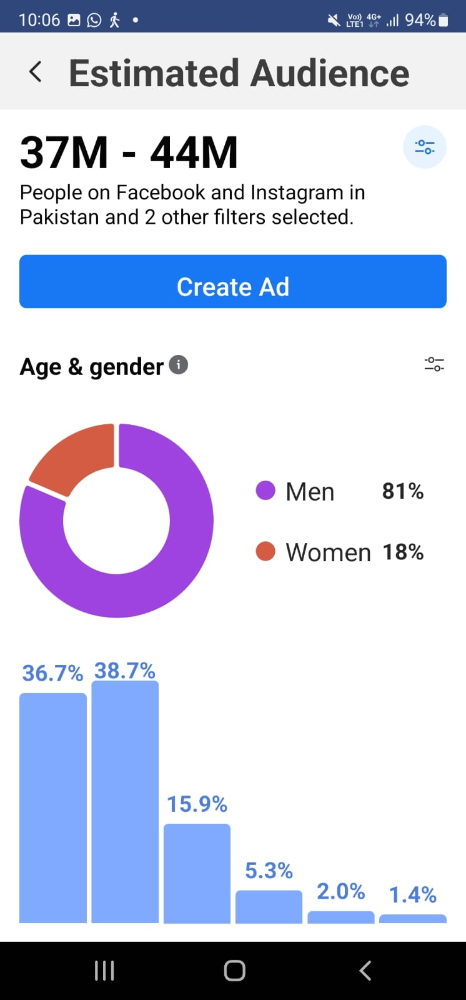 10:06
Vo)) 4G+
LTE1
94%
Estimated Audience
37M - 44M
People on Facebook and Instagram in
Pakistan and 2 other filters selected.
Create Ad
Age & gender
Men 81%
Women 18%
36.7% 38.7%
15.9%
5.3%
2.0% 1.4%